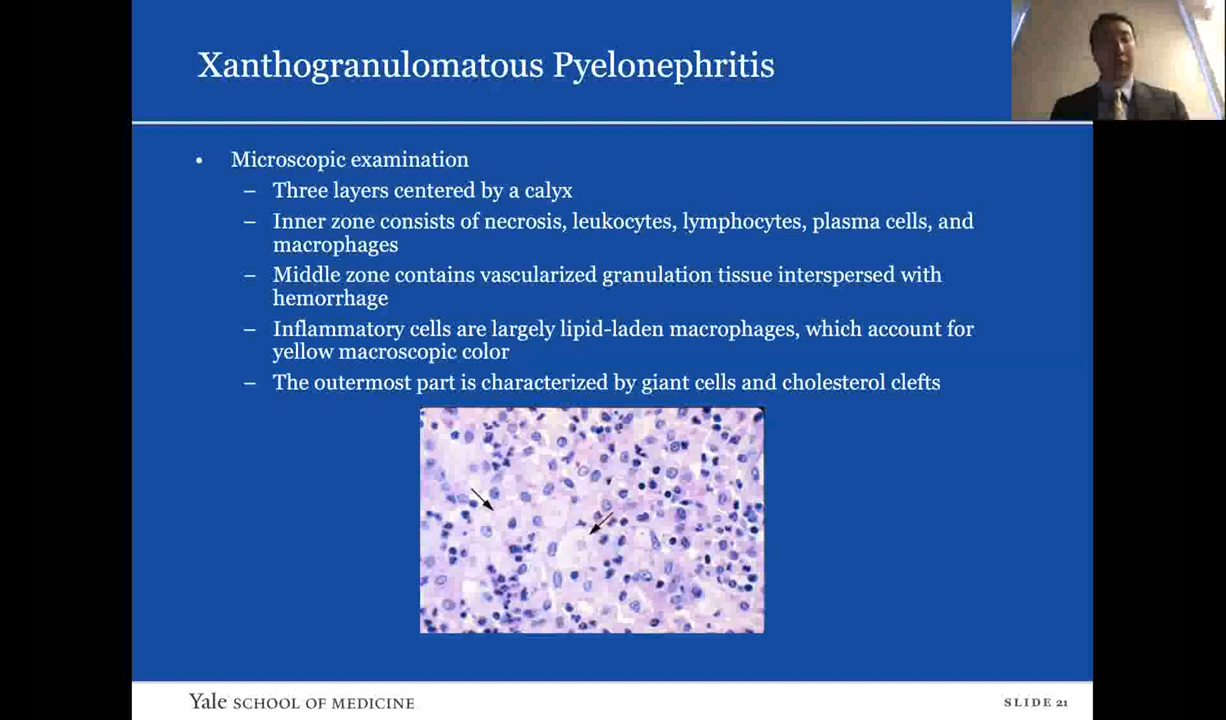 Xanthogranulomatous Pyelonephritis
• Microscopic examination
– Three layers centered by a calyx
– Inner zone consists of necrosis, leukocytes, lymphocytes, plasma cells, and
macrophages
– Middle zone contains vascularized granulation tissue interspersed with
hemorrhage
– Inflammatory cells are largely lipid-laden macrophages, which account for
yellow macroscopic color
– The outermost part is characterized by giant cells and cholesterol clefts
Yale SCHOOL OF MEDICINE
SLIDE 21